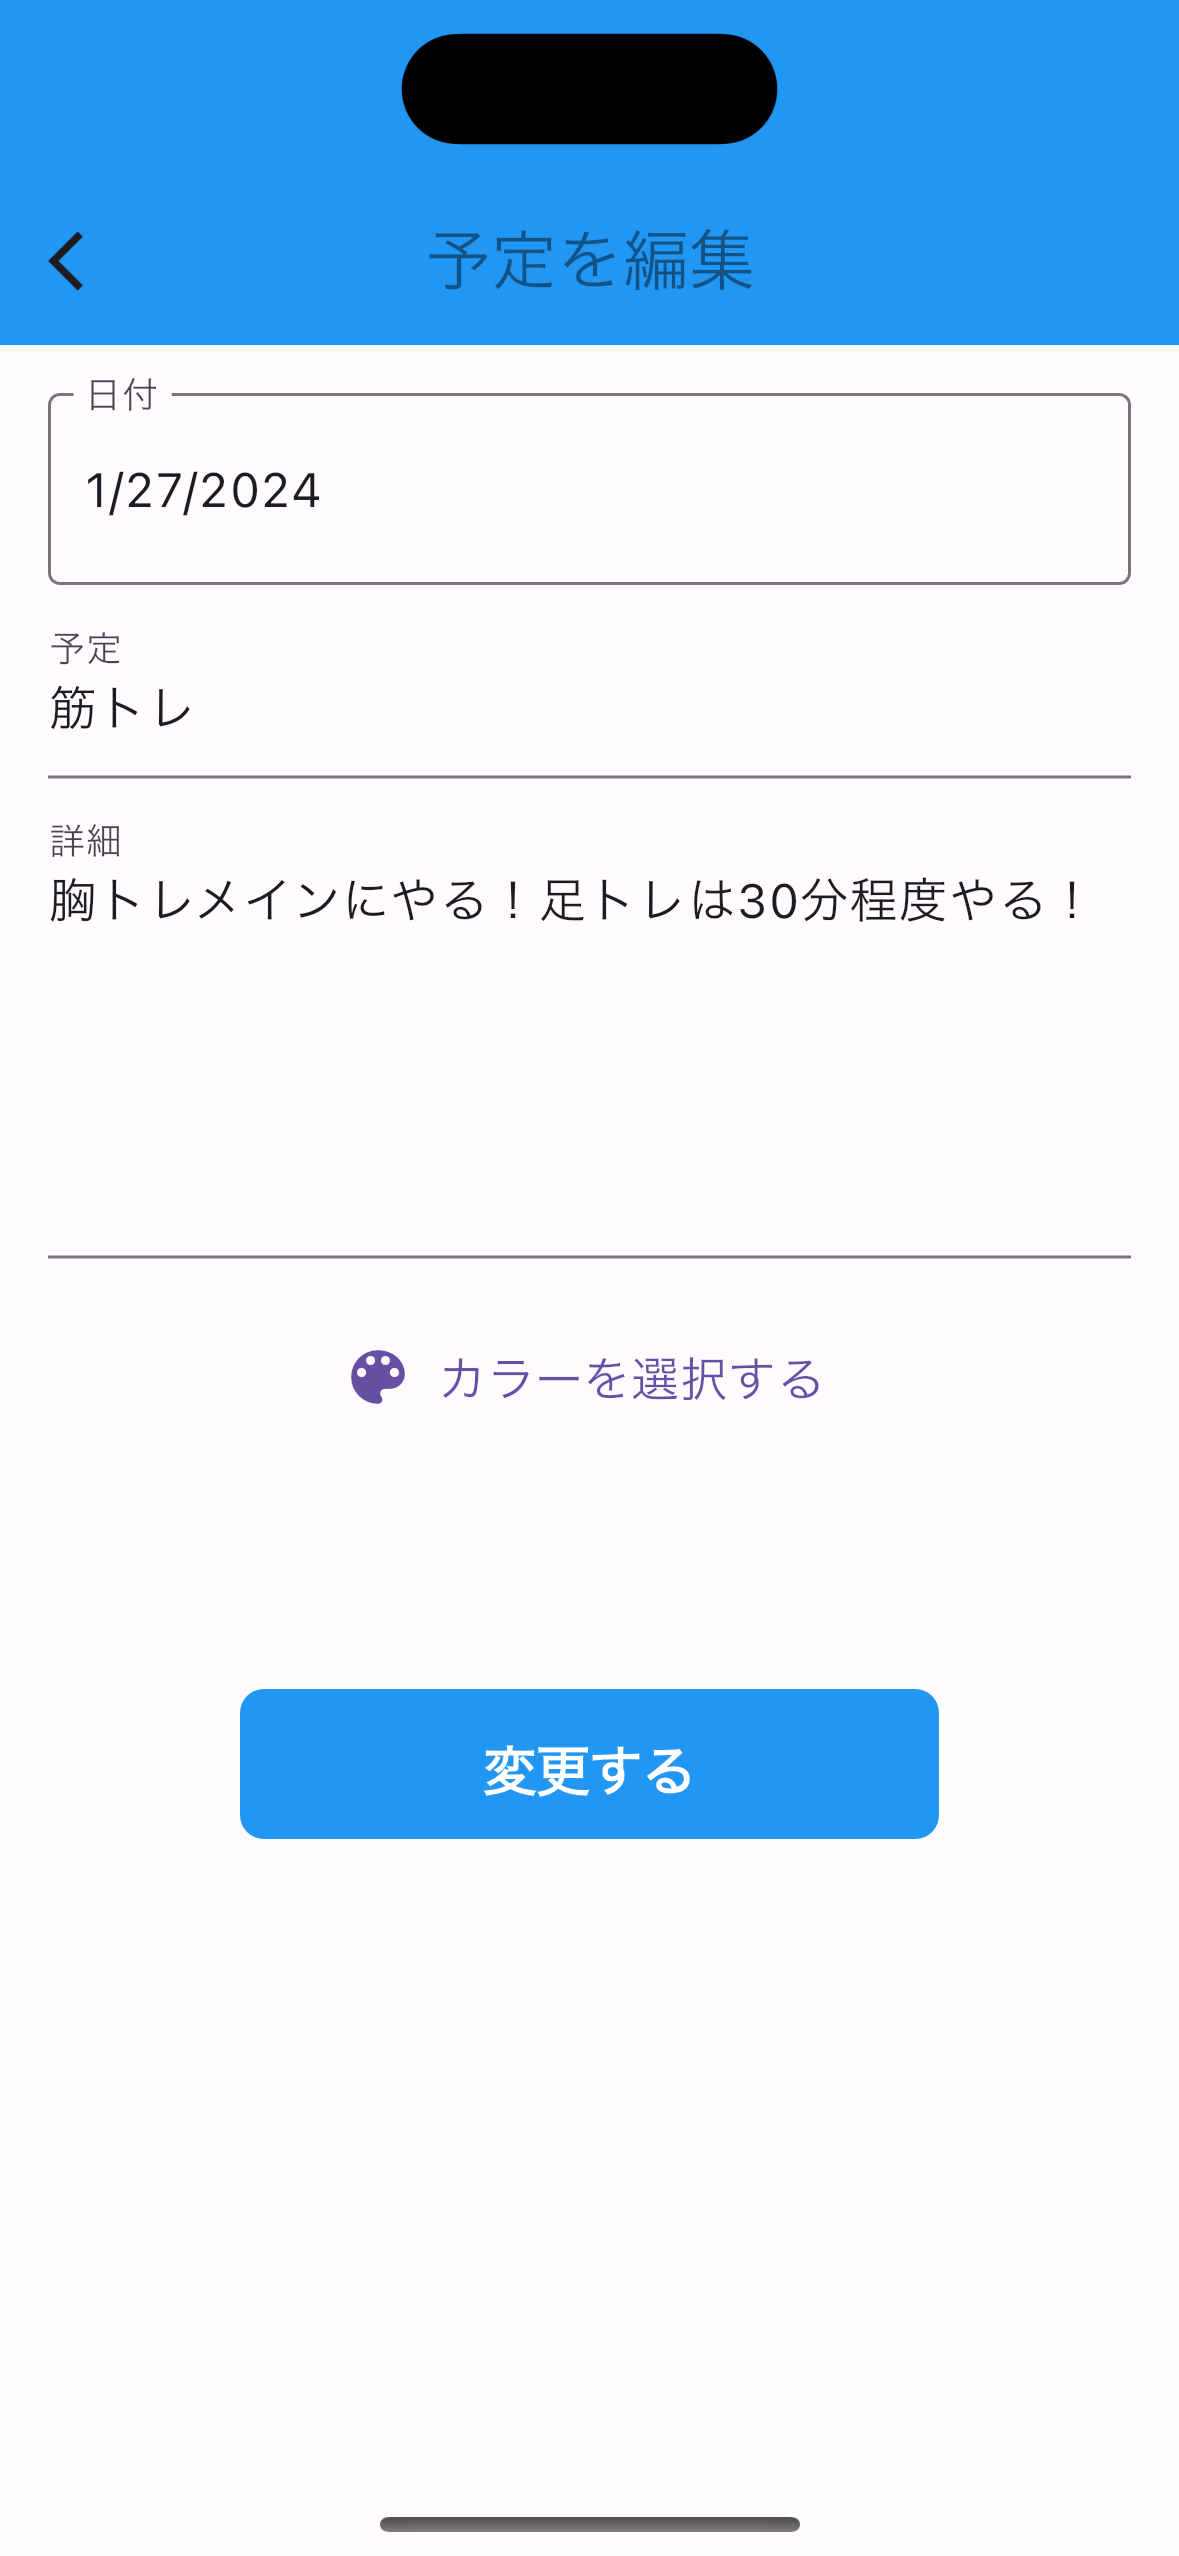 予定を編集
日付
1/27/2024
予定
筋トレ
詳細
胸トレメインにやる！足トレは30分程度やる！
カラーを選択する
変更する